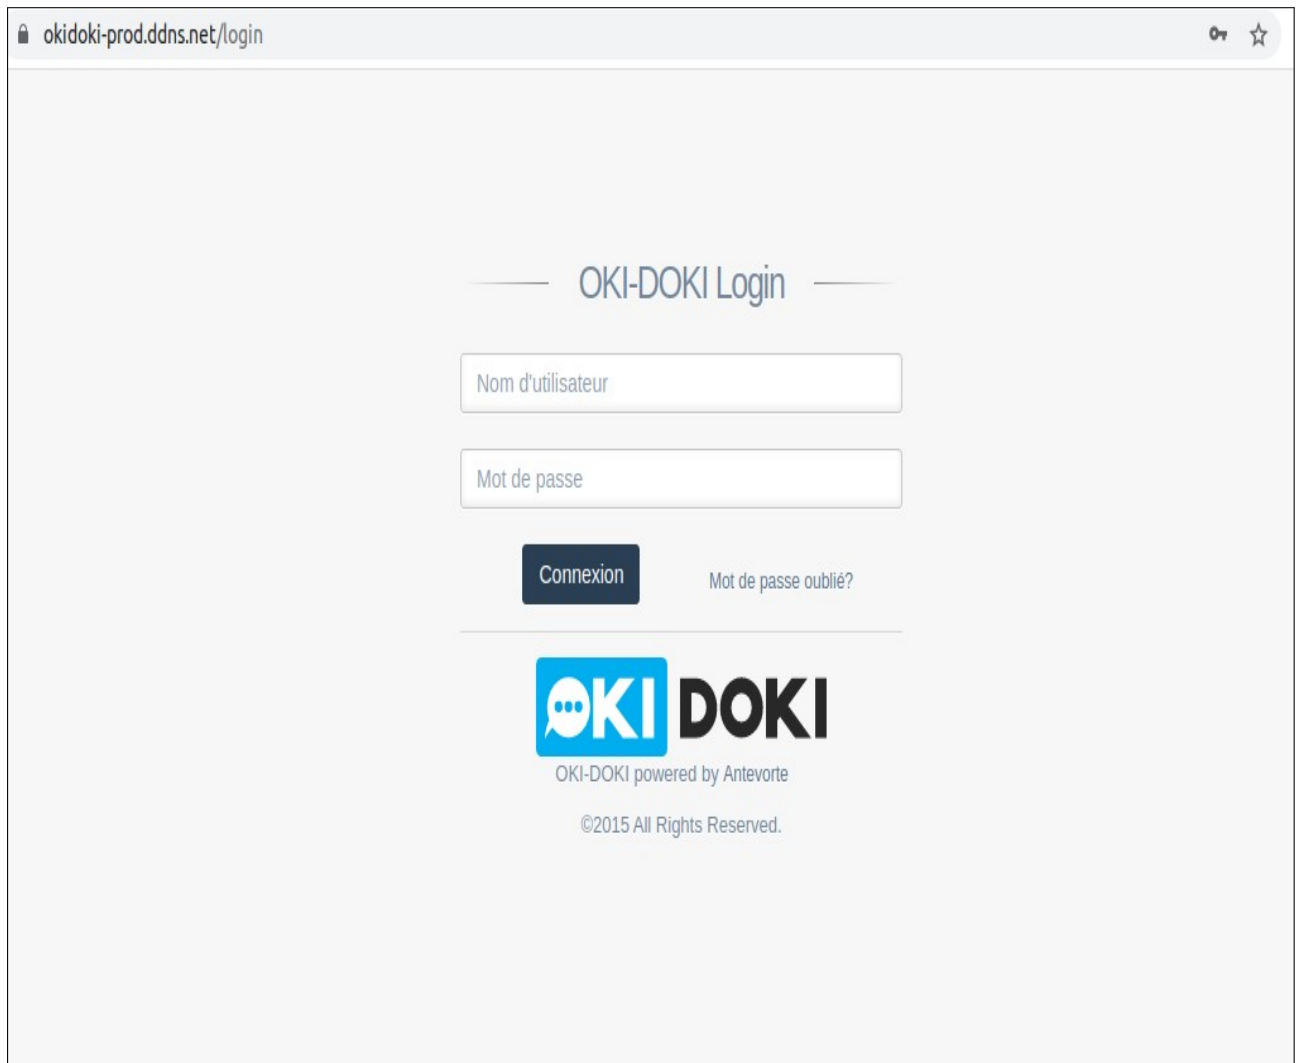 okidoki-prod.ddns.net/login
OKI-DOKI Login
Nom d'utilisateur
Mot de passe
Connexion
Mot de passe oublié?
OKI DOKI
OKI-DOKI powered by Antevorte
©2015 All Rights Reserved.